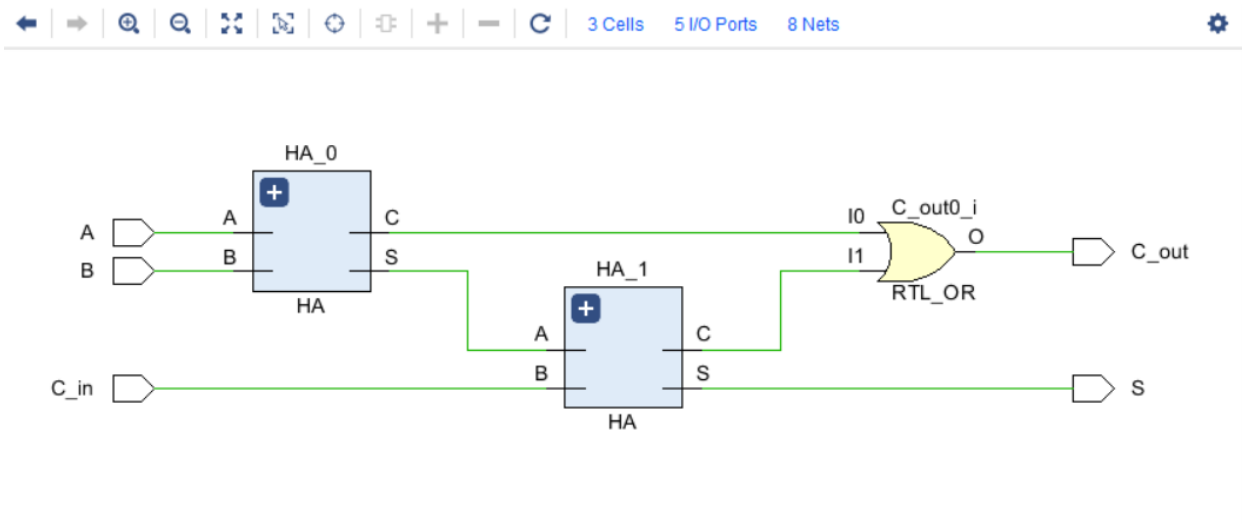 3 Cells 5 I/O Ports 8 Nets
HA_0
A
A
C
I0
C_out0_i
O
C_out
B
B
S
I1
HA
HA_1
RTL_OR
A
C
C_in
B
S
S
HA